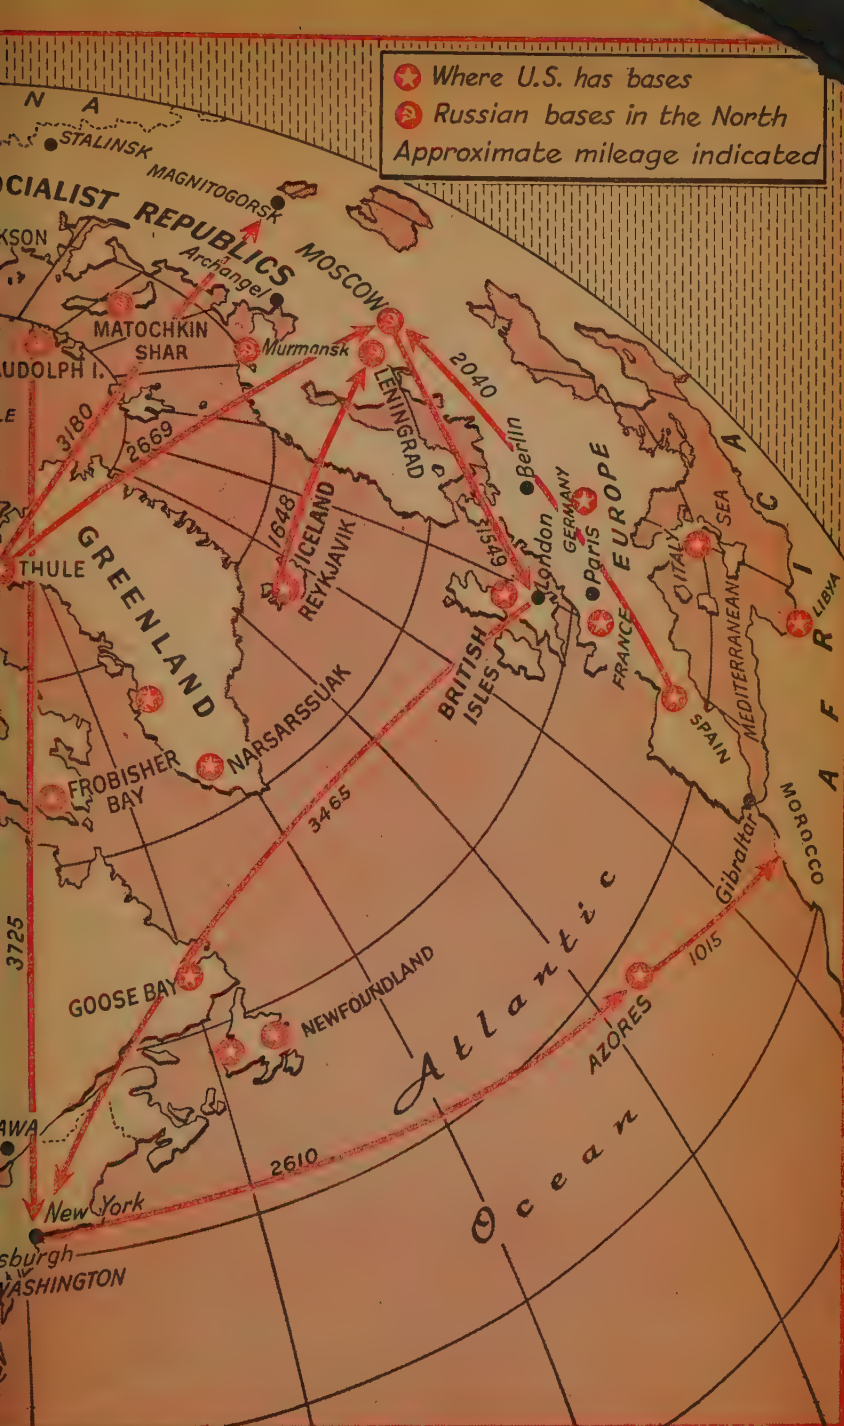 Where U.S. has bases
Russian bases in the North
Approximate mileage indicated
N A
STALINSK
MAGNITOGORSK
OCIALIST REPUBLICS
KSON
Archangel
MOSCOW
MATOCHKIN
SHAR
Murmansk
UDOLPH I.
LE
3180
2669
LENINGRAD
2040
Berlin
GERMANY
EUROPE
1648
ICELAND
REYKJAVIK
1549
London
Paris
FRANCE
ITALY
MEDITERRANEAN SEA
AFRICA
LIBYA
THULE
GREENLAND
BRITISH
ISLES
SPAIN
NARSARSSUAK
FROBISHER
BAY
3465
Gibraltar
MOROCCO
3725
GOOSE BAY
NEWFOUNDLAND
1015
AZORES
Atlantic
Ocean
AWA
2610
New York
sburgh
WASHINGTON